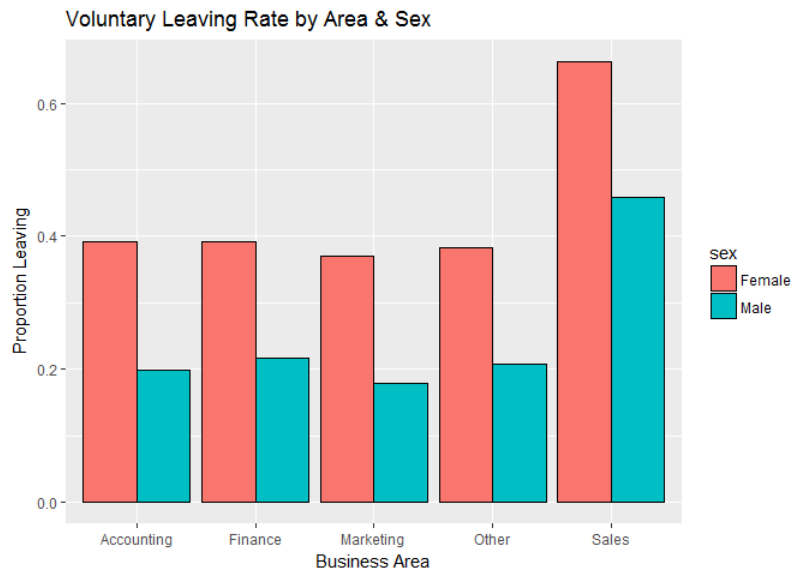 Voluntary Leaving Rate by Area & Sex
Proportion Leaving
0.6
0.4
0.2
0.0
Accounting Finance Marketing Other Sales
Business Area
sex
Female
Male